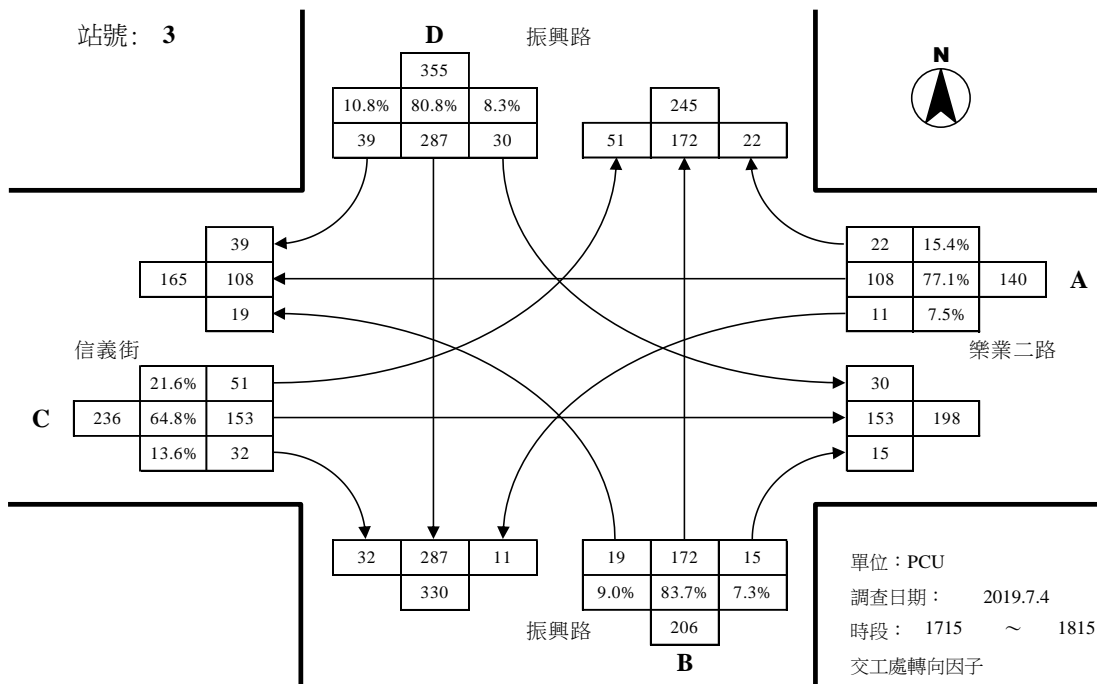 站號: 3
D 振興路
N
355
10.8% 80.8% 8.3%
39 287 30
245
51 172 22
39
165 108
19
22 15.4%
108 77.1% 140 A
11 7.5%
信義街
樂業二路
21.6% 51
C 236 64.8% 153
13.6% 32
30
153 198
15
32 287 11
330
19 172 15
9.0% 83.7% 7.3%
206
振興路
B
單位：PCU
調查日期： 2019.7.4
時段： 1715 ～ 1815
交工處轉向因子